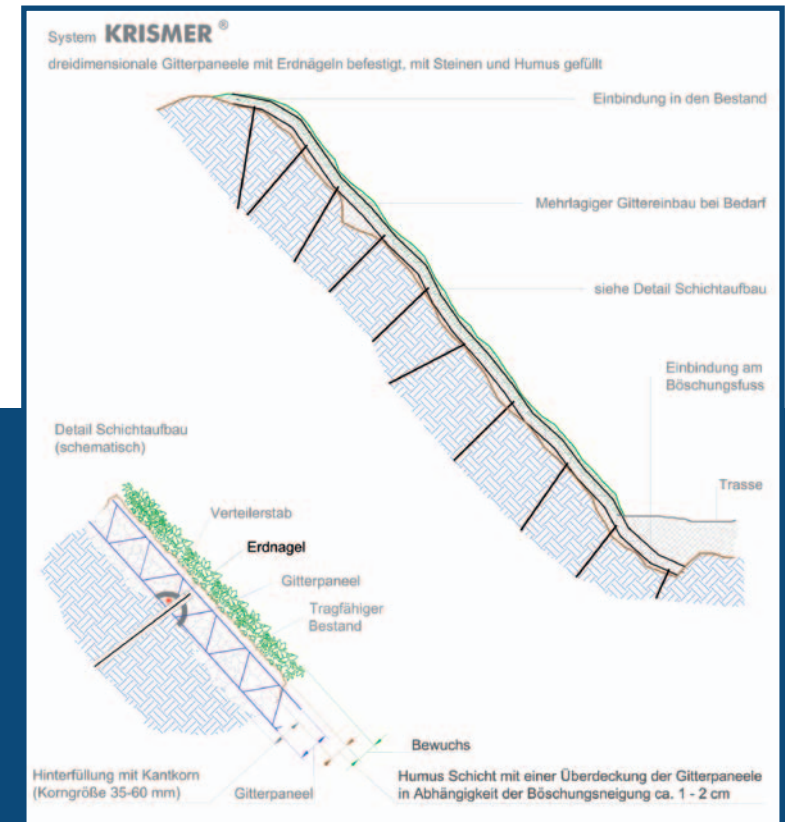 System KRISMER ®
dreidimensionale Gitterpaneele mit Erdnägeln befestigt, mit Steinen und Humus gefüllt
Einbindung in den Bestand
Mehrlagiger Gittereinbau bei Bedarf
siehe Detail Schichtaufbau
Einbindung am
Böschungsfuss
Trasse
Detail Schichtaufbau
(schematisch)
Verteilerstab
Erdnagel
Gitterpaneel
Tragfähiger
Bestand
Bewuchs
Hinterfüllung mit Kantkorn
(Korngröße 35-60 mm)
Gitterpaneel
Humus Schicht mit einer Überdeckung der Gitterpaneele
in Abhängigkeit der Böschungsneigung ca. 1 - 2 cm